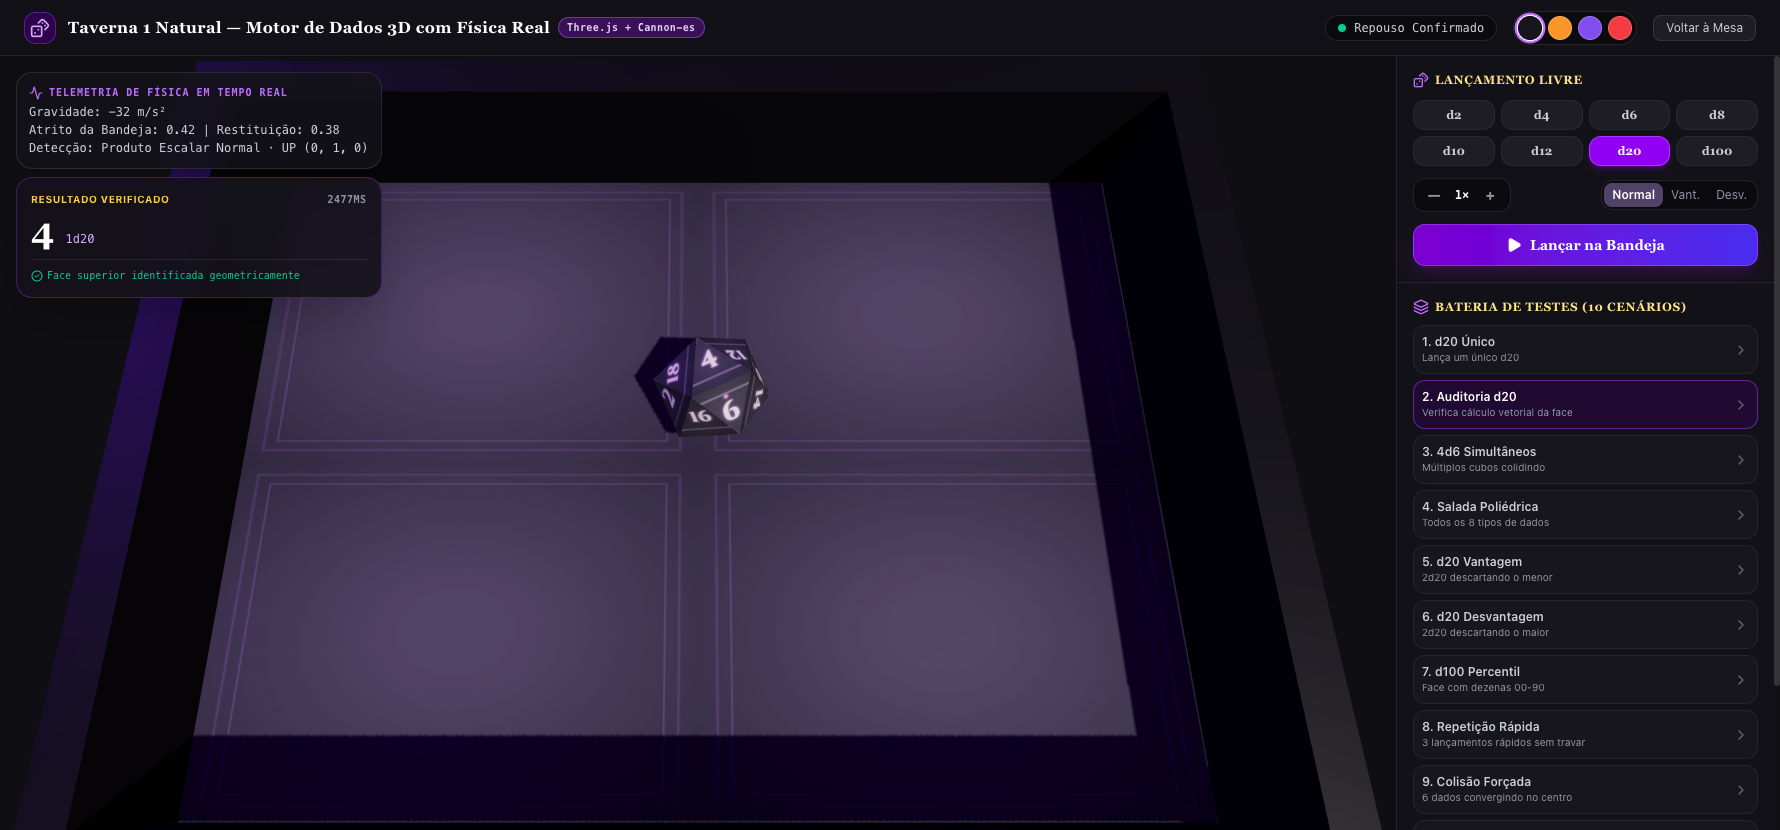 Taverna 1 Natural — Motor de Dados 3D com Física Real
Three.js + Cannon-es
Repouso Confirmado
Voltar à Mesa
TELEMETRIA DE FÍSICA EM TEMPO REAL
Gravidade: −32 m/s²
Atrito da Bandeja: 0.42 | Restituição: 0.38
Detecção: Produto Escalar Normal · UP (0, 1, 0)
RESULTADO VERIFICADO
2477MS
4 1d20
Face superior identificada geometricamente
4
12
18
2
16
6
LANÇAMENTO LIVRE
d2 d4 d6 d8
d10 d12 d20 d100
— 1× +
Normal Vant. Desv.
Lançar na Bandeja
BATERIA DE TESTES (10 CENÁRIOS)
1. d20 Único
Lança um único d20
2. Auditoria d20
Verifica cálculo vetorial da face
3. 4d6 Simultâneos
Múltiplos cubos colidindo
4. Salada Poliédrica
Todos os 8 tipos de dados
5. d20 Vantagem
2d20 descartando o menor
6. d20 Desvantagem
2d20 descartando o maior
7. d100 Percentil
Face com dezenas 00-90
8. Repetição Rápida
3 lançamentos rápidos sem travar
9. Colisão Forçada
6 dados convergindo no centro